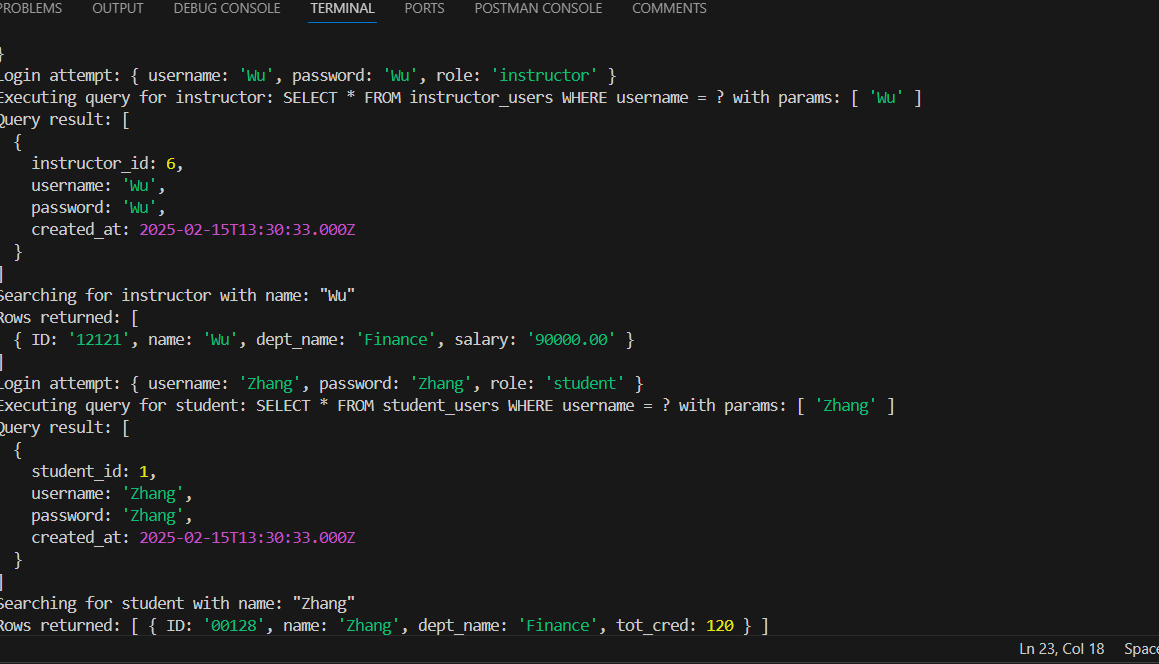 PROBLEMS OUTPUT DEBUG CONSOLE TERMINAL PORTS POSTMAN CONSOLE COMMENTS
}
Login attempt: { username: 'Wu', password: 'Wu', role: 'instructor' }
Executing query for instructor: SELECT * FROM instructor_users WHERE username = ? with params: [ 'Wu' ]
Query result: [
  {
    instructor_id: 6,
    username: 'Wu',
    password: 'Wu',
    created_at: 2025-02-15T13:30:33.000Z
  }
]
Searching for instructor with name: "Wu"
Rows returned: [
  { ID: '12121', name: 'Wu', dept_name: 'Finance', salary: '90000.00' }
]
Login attempt: { username: 'Zhang', password: 'Zhang', role: 'student' }
Executing query for student: SELECT * FROM student_users WHERE username = ? with params: [ 'Zhang' ]
Query result: [
  {
    student_id: 1,
    username: 'Zhang',
    password: 'Zhang',
    created_at: 2025-02-15T13:30:33.000Z
  }
]
Searching for student with name: "Zhang"
Rows returned: [ { ID: '00128', name: 'Zhang', dept_name: 'Finance', tot_cred: 120 } ]
Ln 23, Col 18 Space